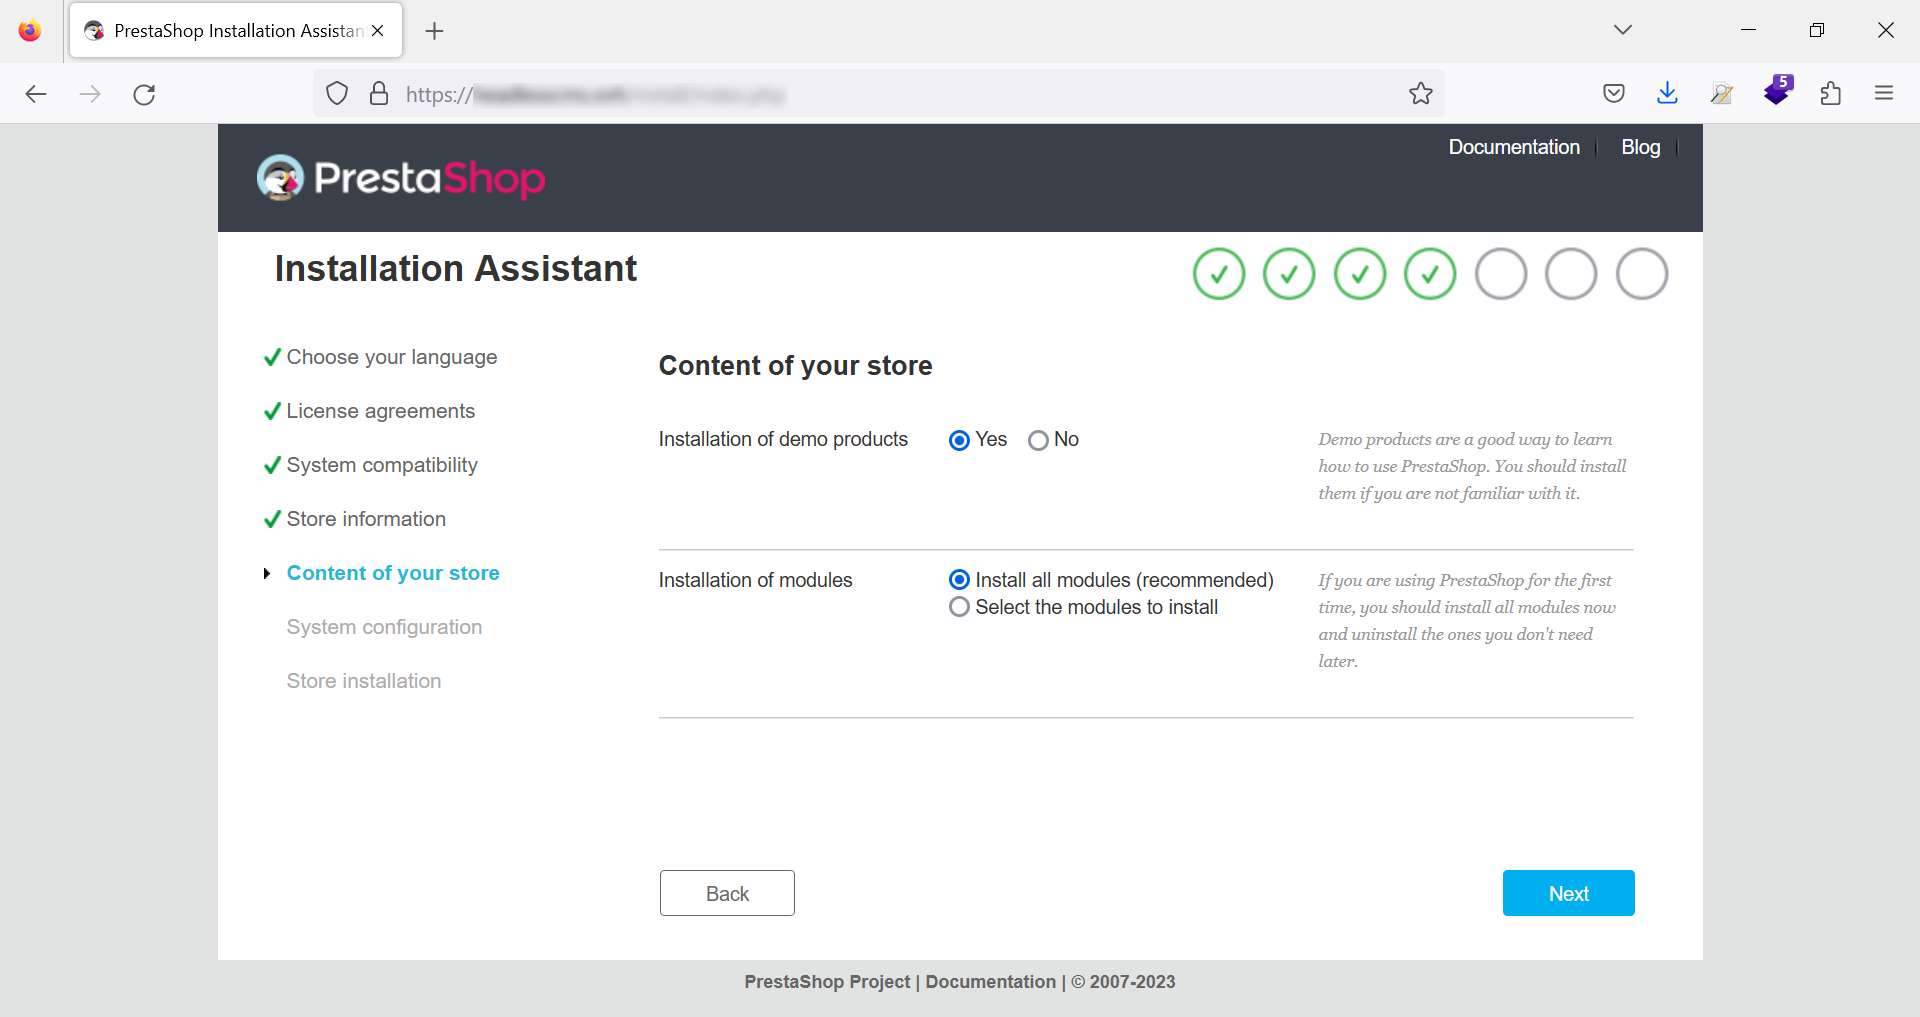 PrestaShop Installation Assistan
5
https://
Documentation
Blog
PrestaShop
Installation Assistant
Choose your language
License agreements
System compatibility
Store information
Content of your store
System configuration
Store installation
Content of your store
Installation of demo products
Yes
No
Demo products are a good way to learn
how to use PrestaShop. You should install
them if you are not familiar with it.
Installation of modules
Install all modules (recommended)
Select the modules to install
If you are using PrestaShop for the first
time, you should install all modules now
and uninstall the ones you don't need
later.
Back
Next
PrestaShop Project | Documentation | © 2007-2023